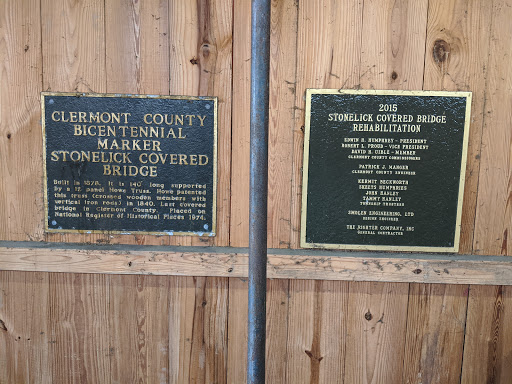 CLERMONT COUNTY
BICENTENNIAL
MARKER
STONELICK COVERED
BRIDGE
Built in 1878. It is 140' long supported
by a 12 panel Howe Truss. Howe patented
this truss (crossed wooden members with
vertical iron rods) in 1840. Last covered
bridge in Clermont County. Placed on
National Register of Historical Places 1974.
2015
STONELICK COVERED BRIDGE
REHABILITATION
EDWIN H. HUMPHREY - PRESIDENT
ROBERT L. PROUD - VICE PRESIDENT
DAVID H. UIBLE - MEMBER
CLERMONT COUNTY COMMISSIONERS
PATRICK J. MANGER
CLERMONT COUNTY ENGINEER
KERMIT BECKWORTH
SKEETS HUMPHRIES
JOHN HANLEY
TAMMY HANLEY
TOWNSHIP TRUSTEES
SMOLEN ENGINEERING, LTD
DESIGN ENGINEER
THE RIGHTER COMPANY, INC
GENERAL CONTRACTOR